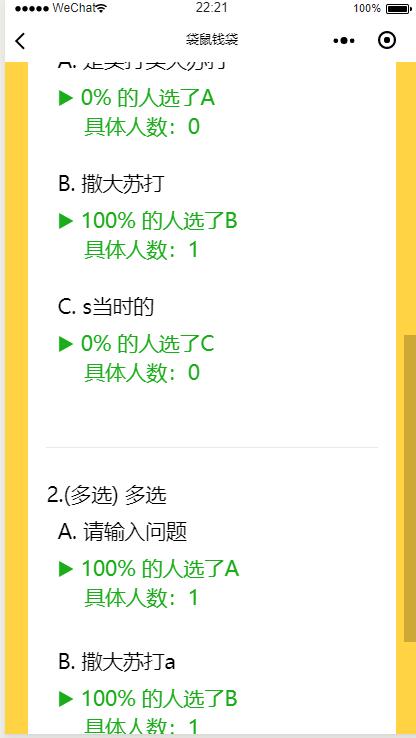 WeChat
22:21
100%
袋鼠钱袋
▶ 0% 的人选了A
具体人数：0
B. 撒大苏打
▶ 100% 的人选了B
具体人数：1
C. s当时的
▶ 0% 的人选了C
具体人数：0
2.(多选) 多选
A. 请输入问题
▶ 100% 的人选了A
具体人数：1
B. 撒大苏打a
▶ 100% 的人选了B
具体人数：1